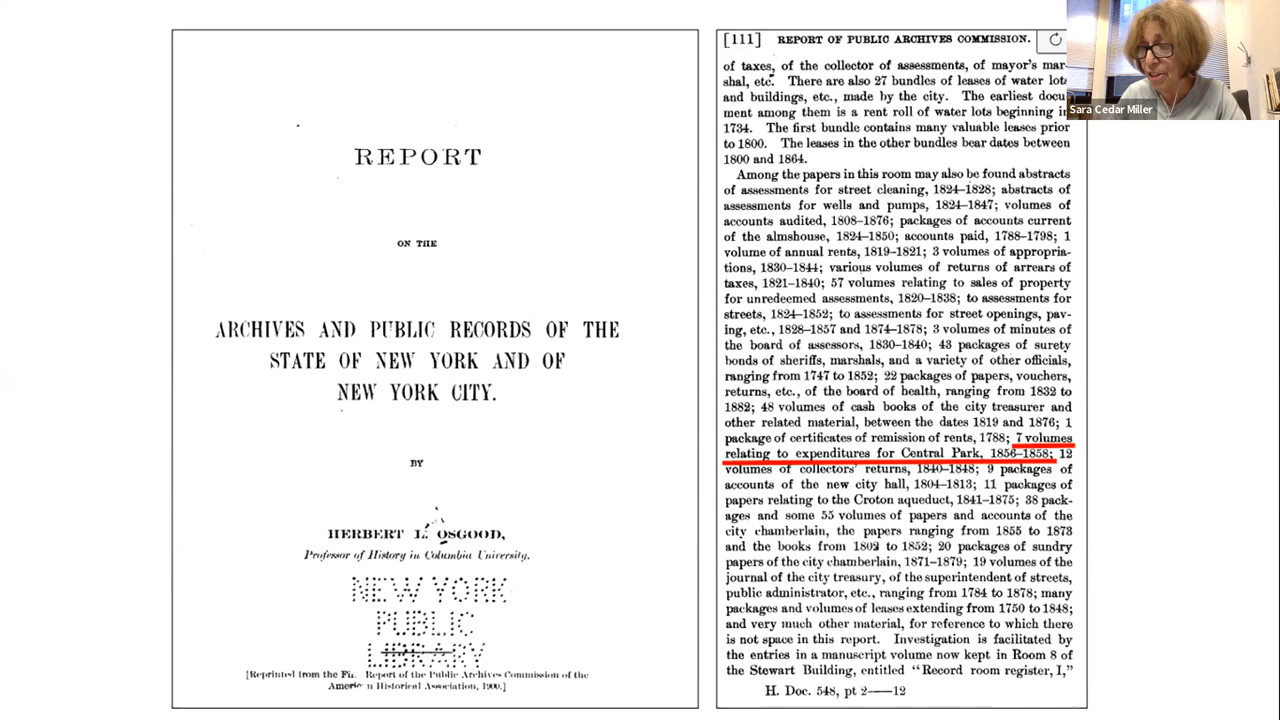 REPORT
ON THE
ARCHIVES AND PUBLIC RECORDS OF THE
STATE OF NEW YORK AND OF
NEW YORK CITY.
BY
HERBERT L. OSGOOD,
Professor of History in Columbia University.
NEW YORK
PUBLIC
LIBRARY
[Reprinted from the Fi. Report of the Public Archives Commission of the
Ameri n Historical Association, 1900.]
[111] REPORT OF PUBLIC ARCHIVES COMMISSION.
of taxes, of the collector of assessments, of mayor's mar-
shal, etc. There are also 27 bundles of leases of water lots
and buildings, etc., made by the city. The earliest docu
ment among them is a rent roll of water lots beginning in
1734. The first bundle contains many valuable leases prior
to 1800. The leases in the other bundles bear dates between
1800 and 1864.
Among the papers in this room may also be found abstracts
of assessments for street cleaning, 1824–1828; abstracts of
assessments for wells and pumps, 1824–1847; volumes of
accounts audited, 1808–1876; packages of accounts current
of the almshouse, 1824–1850; accounts paid, 1788–1798; 1
volume of annual rents, 1819–1821; 3 volumes of appropria-
tions, 1830–1844; various volumes of returns of arrears of
taxes, 1821–1840; 57 volumes relating to sales of property
for unredeemed assessments, 1820–1838; to assessments for
streets, 1824–1852; to assessments for street openings, pav-
ing, etc., 1828–1857 and 1874–1878; 3 volumes of minutes of
the board of assessors, 1830–1840; 43 packages of surety
bonds of sheriffs, marshals, and a variety of other officials,
ranging from 1747 to 1852; 22 packages of papers, vouchers,
returns, etc., of the board of health, ranging from 1832 to
1882; 48 volumes of cash books of the city treasurer and
other related material, between the dates 1819 and 1876; 1
package of certificates of remission of rents, 1788; 7 volumes
relating to expenditures for Central Park, 1856–1858; 12
volumes of collectors' returns, 1840–1848; 9 packages of
accounts of the new city hall, 1804–1813; 11 packages of
papers relating to the Croton aqueduct, 1841–1875; 38 pack-
ages and some 55 volumes of papers and accounts of the
city chamberlain, the papers ranging from 1855 to 1873
and the books from 1802 to 1852; 20 packages of sundry
papers of the city chamberlain, 1871–1879; 19 volumes of the
journal of the city treasury, of the superintendent of streets,
public administrator, etc., ranging from 1784 to 1878; many
packages and volumes of leases extending from 1750 to 1848;
and very much other material, for reference to which there
is not space in this report. Investigation is facilitated by
the entries in a manuscript volume now kept in Room 8 of
the Stewart Building, entitled "Record room register, I,"
H. Doc. 548, pt 2——12
Sara Cedar Miller